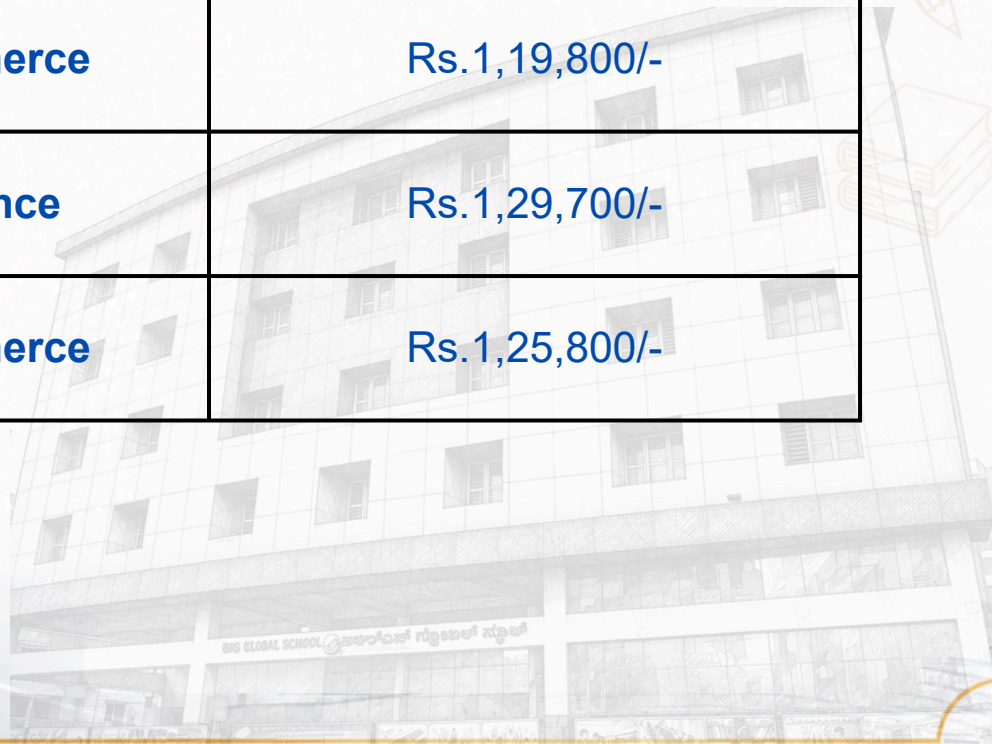 erce Rs.1,19,800/-
nce Rs.1,29,700/-
erce Rs.1,25,800/-
BIG GLOBAL SCHOOL